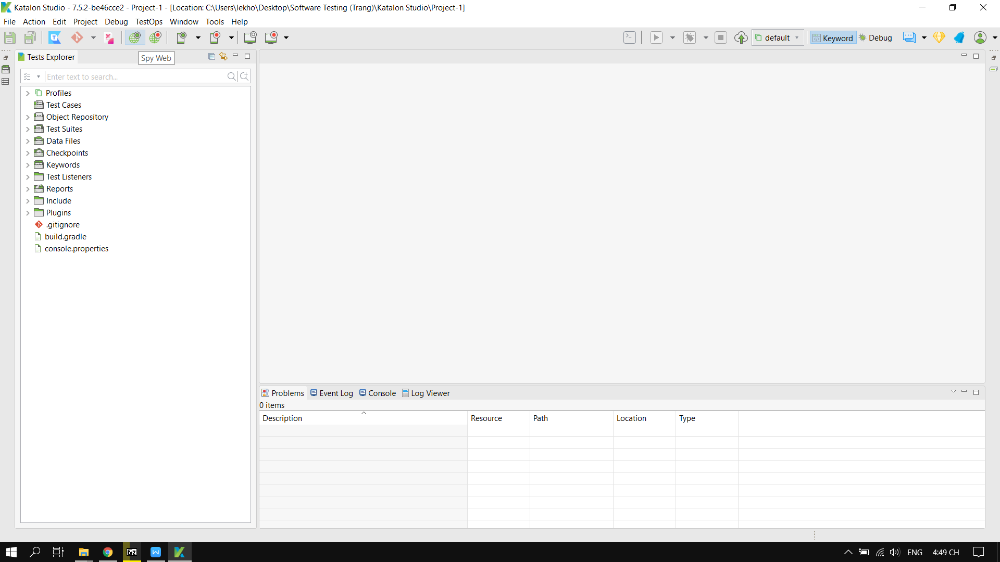 Katalon Studio - 7.5.2-be46cce2 - Project-1 - [Location: C:\Users\lekho\Desktop\Software Testing (Trang)\Katalon Studio\Project-1]
File Action Edit Project Debug TestOps Window Tools Help
default Keyword Debug
Tests Explorer
Spy Web
Enter text to search...
Profiles
Test Cases
Object Repository
Test Suites
Data Files
Checkpoints
Keywords
Test Listeners
Reports
Include
Plugins
.gitignore
build.gradle
console.properties
Problems Event Log Console Log Viewer
0 items
Description Resource Path Location Type
ENG 4:49 CH